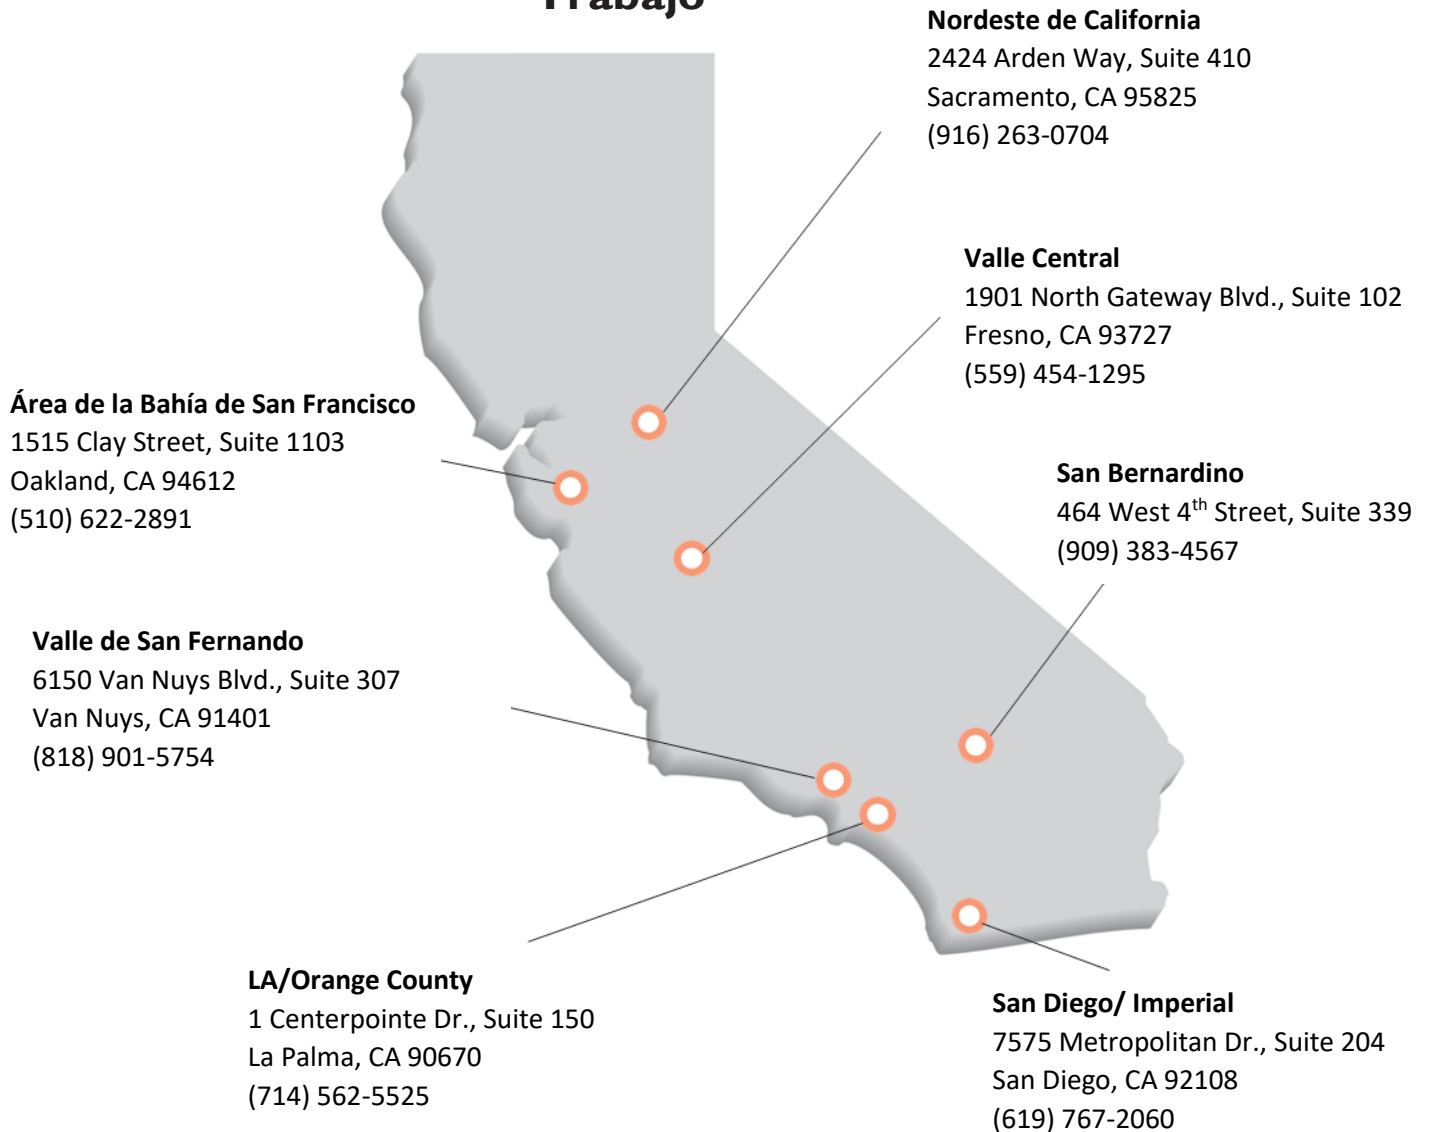 Trabajo
Nordeste de California
2424 Arden Way, Suite 410
Sacramento, CA 95825
(916) 263-0704
Valle Central
1901 North Gateway Blvd., Suite 102
Fresno, CA 93727
(559) 454-1295
Área de la Bahía de San Francisco
1515 Clay Street, Suite 1103
Oakland, CA 94612
(510) 622-2891
San Bernardino
464 West 4th Street, Suite 339
(909) 383-4567
Valle de San Fernando
6150 Van Nuys Blvd., Suite 307
Van Nuys, CA 91401
(818) 901-5754
LA/Orange County
1 Centerpointe Dr., Suite 150
La Palma, CA 90670
(714) 562-5525
San Diego/ Imperial
7575 Metropolitan Dr., Suite 204
San Diego, CA 92108
(619) 767-2060